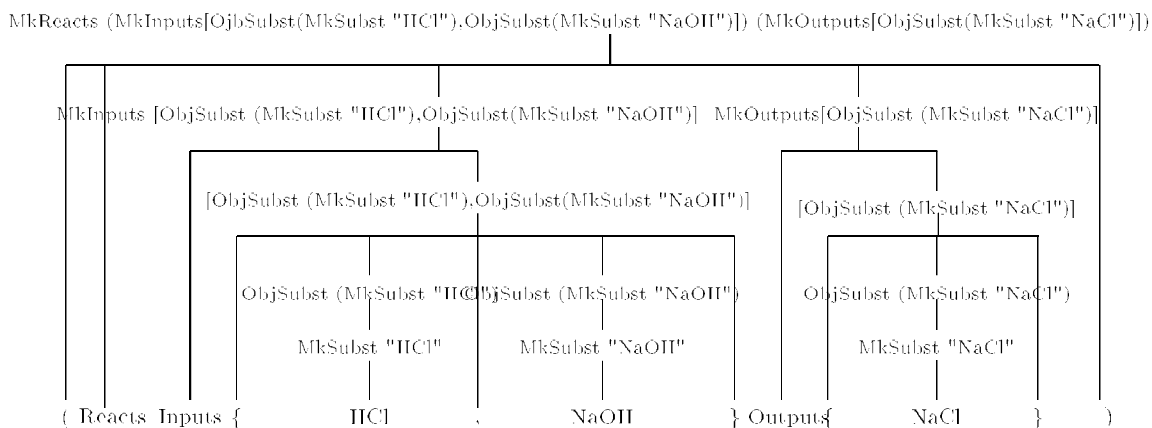 MkReacts (MkInputs[OjbSubst(MkSubst "HCl"),ObjSubst(MkSubst "NaOH")]) (MkOutputs[ObjSubst(MkSubst "NaCl")])
MkInputs [ObjSubst (MkSubst "HCl"),ObjSubst(MkSubst "NaOH")] MkOutputs[ObjSubst (MkSubst "NaCl")]
[ObjSubst (MkSubst "HCl"),ObjSubst(MkSubst "NaOH")] [ObjSubst (MkSubst "NaCl")]
ObjSubst (MkSubst "HCl") ObjSubst (MkSubst "NaOH") ObjSubst (MkSubst "NaCl")
MkSubst "HCl" MkSubst "NaOH" MkSubst "NaCl"
( Reacts Inputs { HCl , NaOH } Outputs{ NaCl } )